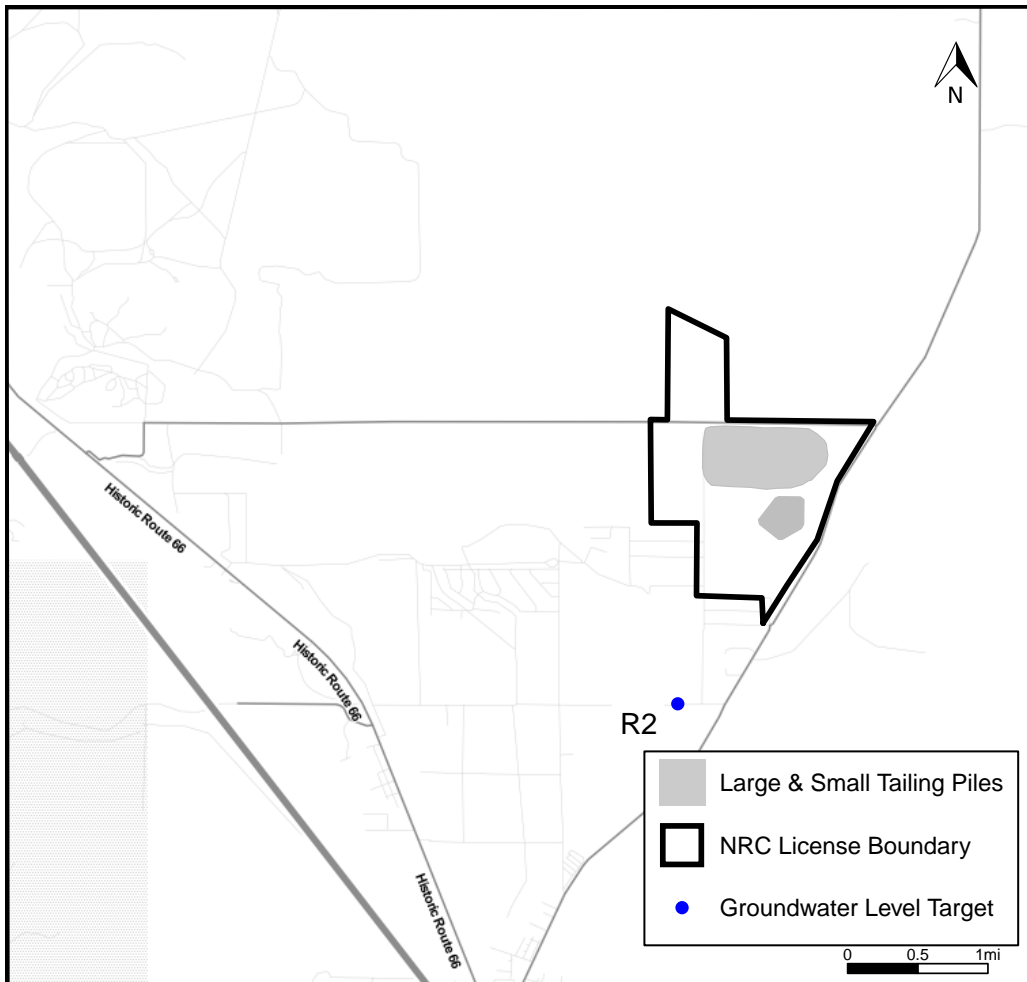 N
Historic Route 66
Historic Route 66
R2
Large & Small Tailing Piles
NRC License Boundary
Groundwater Level Target
Historic Route 66
0 0.5 1mi